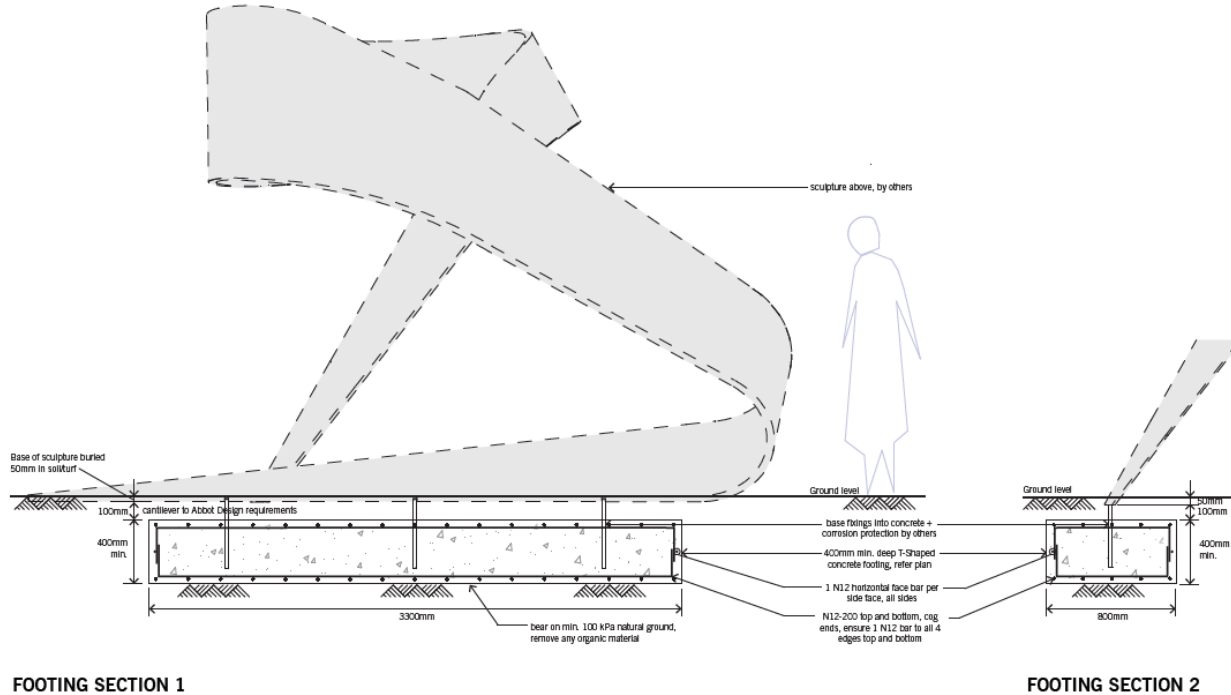 sculpture above, by others
Base of sculpture buried
50mm in soil/turf
Ground level
Ground level
100mm
cantilever to Abbot Design requirements
50mm
100mm
400mm
min.
base fixings into concrete +
corrosion protection by others
400mm min. deep T-Shaped
concrete footing, refer plan
400mm
min.
1 N12 horizontal face bar per
side face, all sides
3300mm
N12-200 top and bottom, cog
ends, ensure 1 N12 bar to all 4
edges top and bottom
800mm
bear on min. 100 kPa natural ground,
remove any organic material
FOOTING SECTION 1
FOOTING SECTION 2